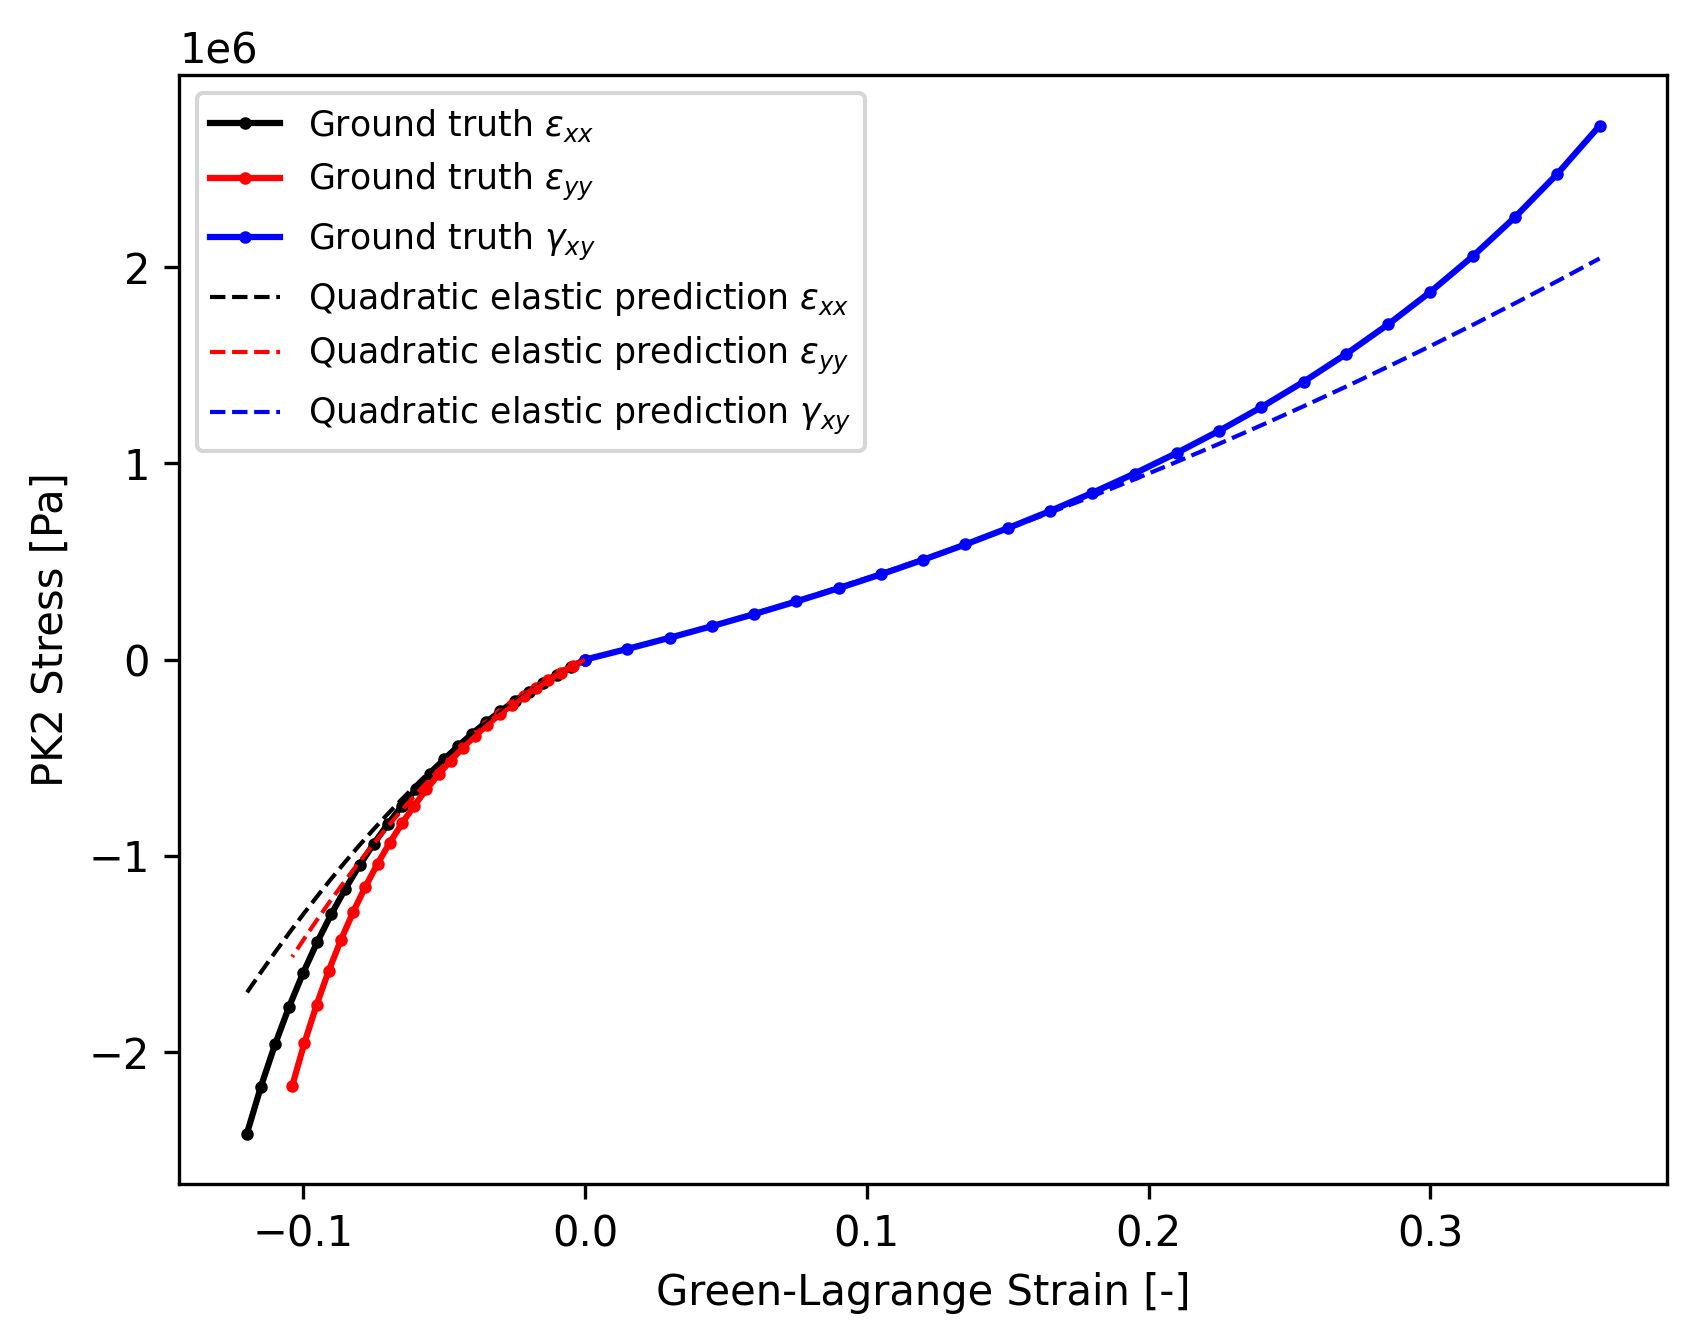 1e6
Ground truth εxx
Ground truth εyy
Ground truth γxy
Quadratic elastic prediction εxx
Quadratic elastic prediction εyy
Quadratic elastic prediction γxy
PK2 Stress [Pa]
2
1
0
−1
−2
−0.1 0.0 0.1 0.2 0.3
Green-Lagrange Strain [-]